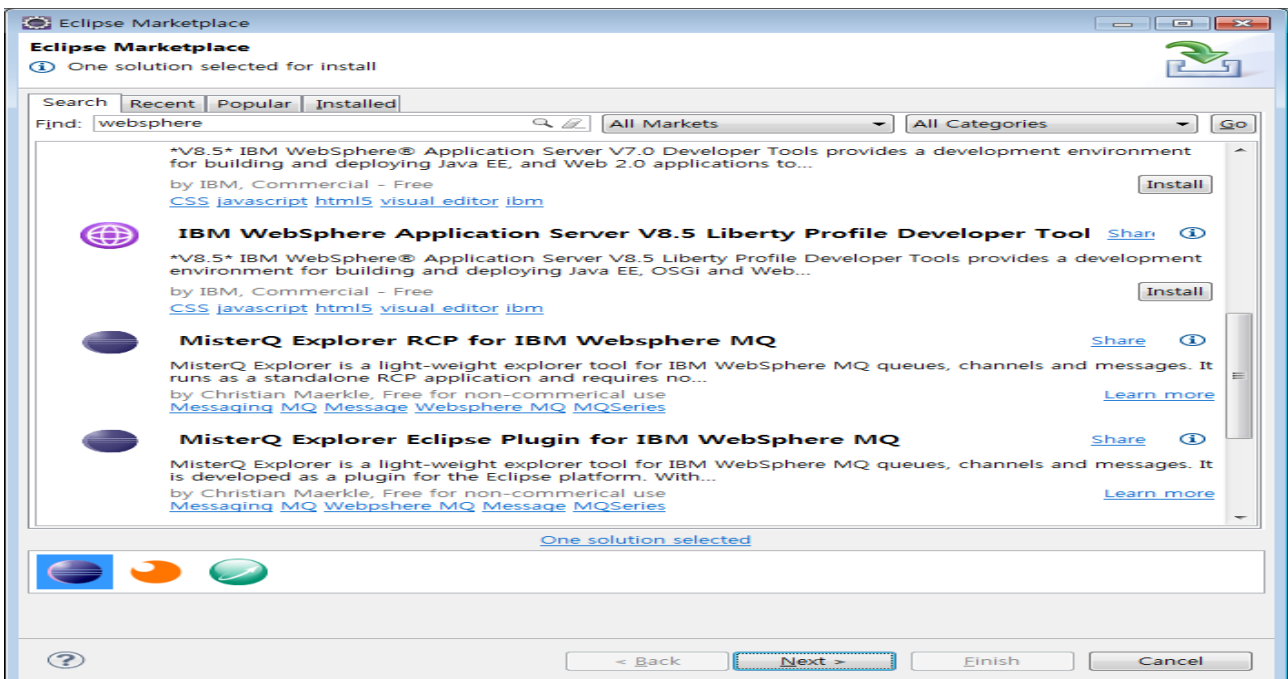 Eclipse Marketplace
Eclipse Marketplace
One solution selected for install
Search Recent Popular Installed
Find: websphere All Markets All Categories Go
*V8.5* IBM WebSphere® Application Server V7.0 Developer Tools provides a development environment
for building and deploying Java EE, and Web 2.0 applications to...
by IBM, Commercial - Free Install
CSS javascript html5 visual editor ibm
IBM WebSphere Application Server V8.5 Liberty Profile Developer Tool Share
*V8.5* IBM WebSphere® Application Server V8.5 Liberty Profile Developer Tools provides a development
environment for building and deploying Java EE, OSGi and Web...
by IBM, Commercial - Free Install
CSS javascript html5 visual editor ibm
MisterQ Explorer RCP for IBM Websphere MQ Share
MisterQ Explorer is a light-weight explorer tool for IBM WebSphere MQ queues, channels and messages. It
runs as a standalone RCP application and requires no...
by Christian Maerkle, Free for non-commerical use Learn more
Messaging MQ Message Websphere MQ MQSeries
MisterQ Explorer Eclipse Plugin for IBM WebSphere MQ Share
MisterQ Explorer is a light-weight explorer tool for IBM WebSphere MQ queues, channels and messages. It
is developed as a plugin for the Eclipse platform. With...
by Christian Maerkle, Free for non-commerical use Learn more
Messaging MQ Webpshere MQ Message MQSeries
One solution selected
? < Back Next > Finish Cancel